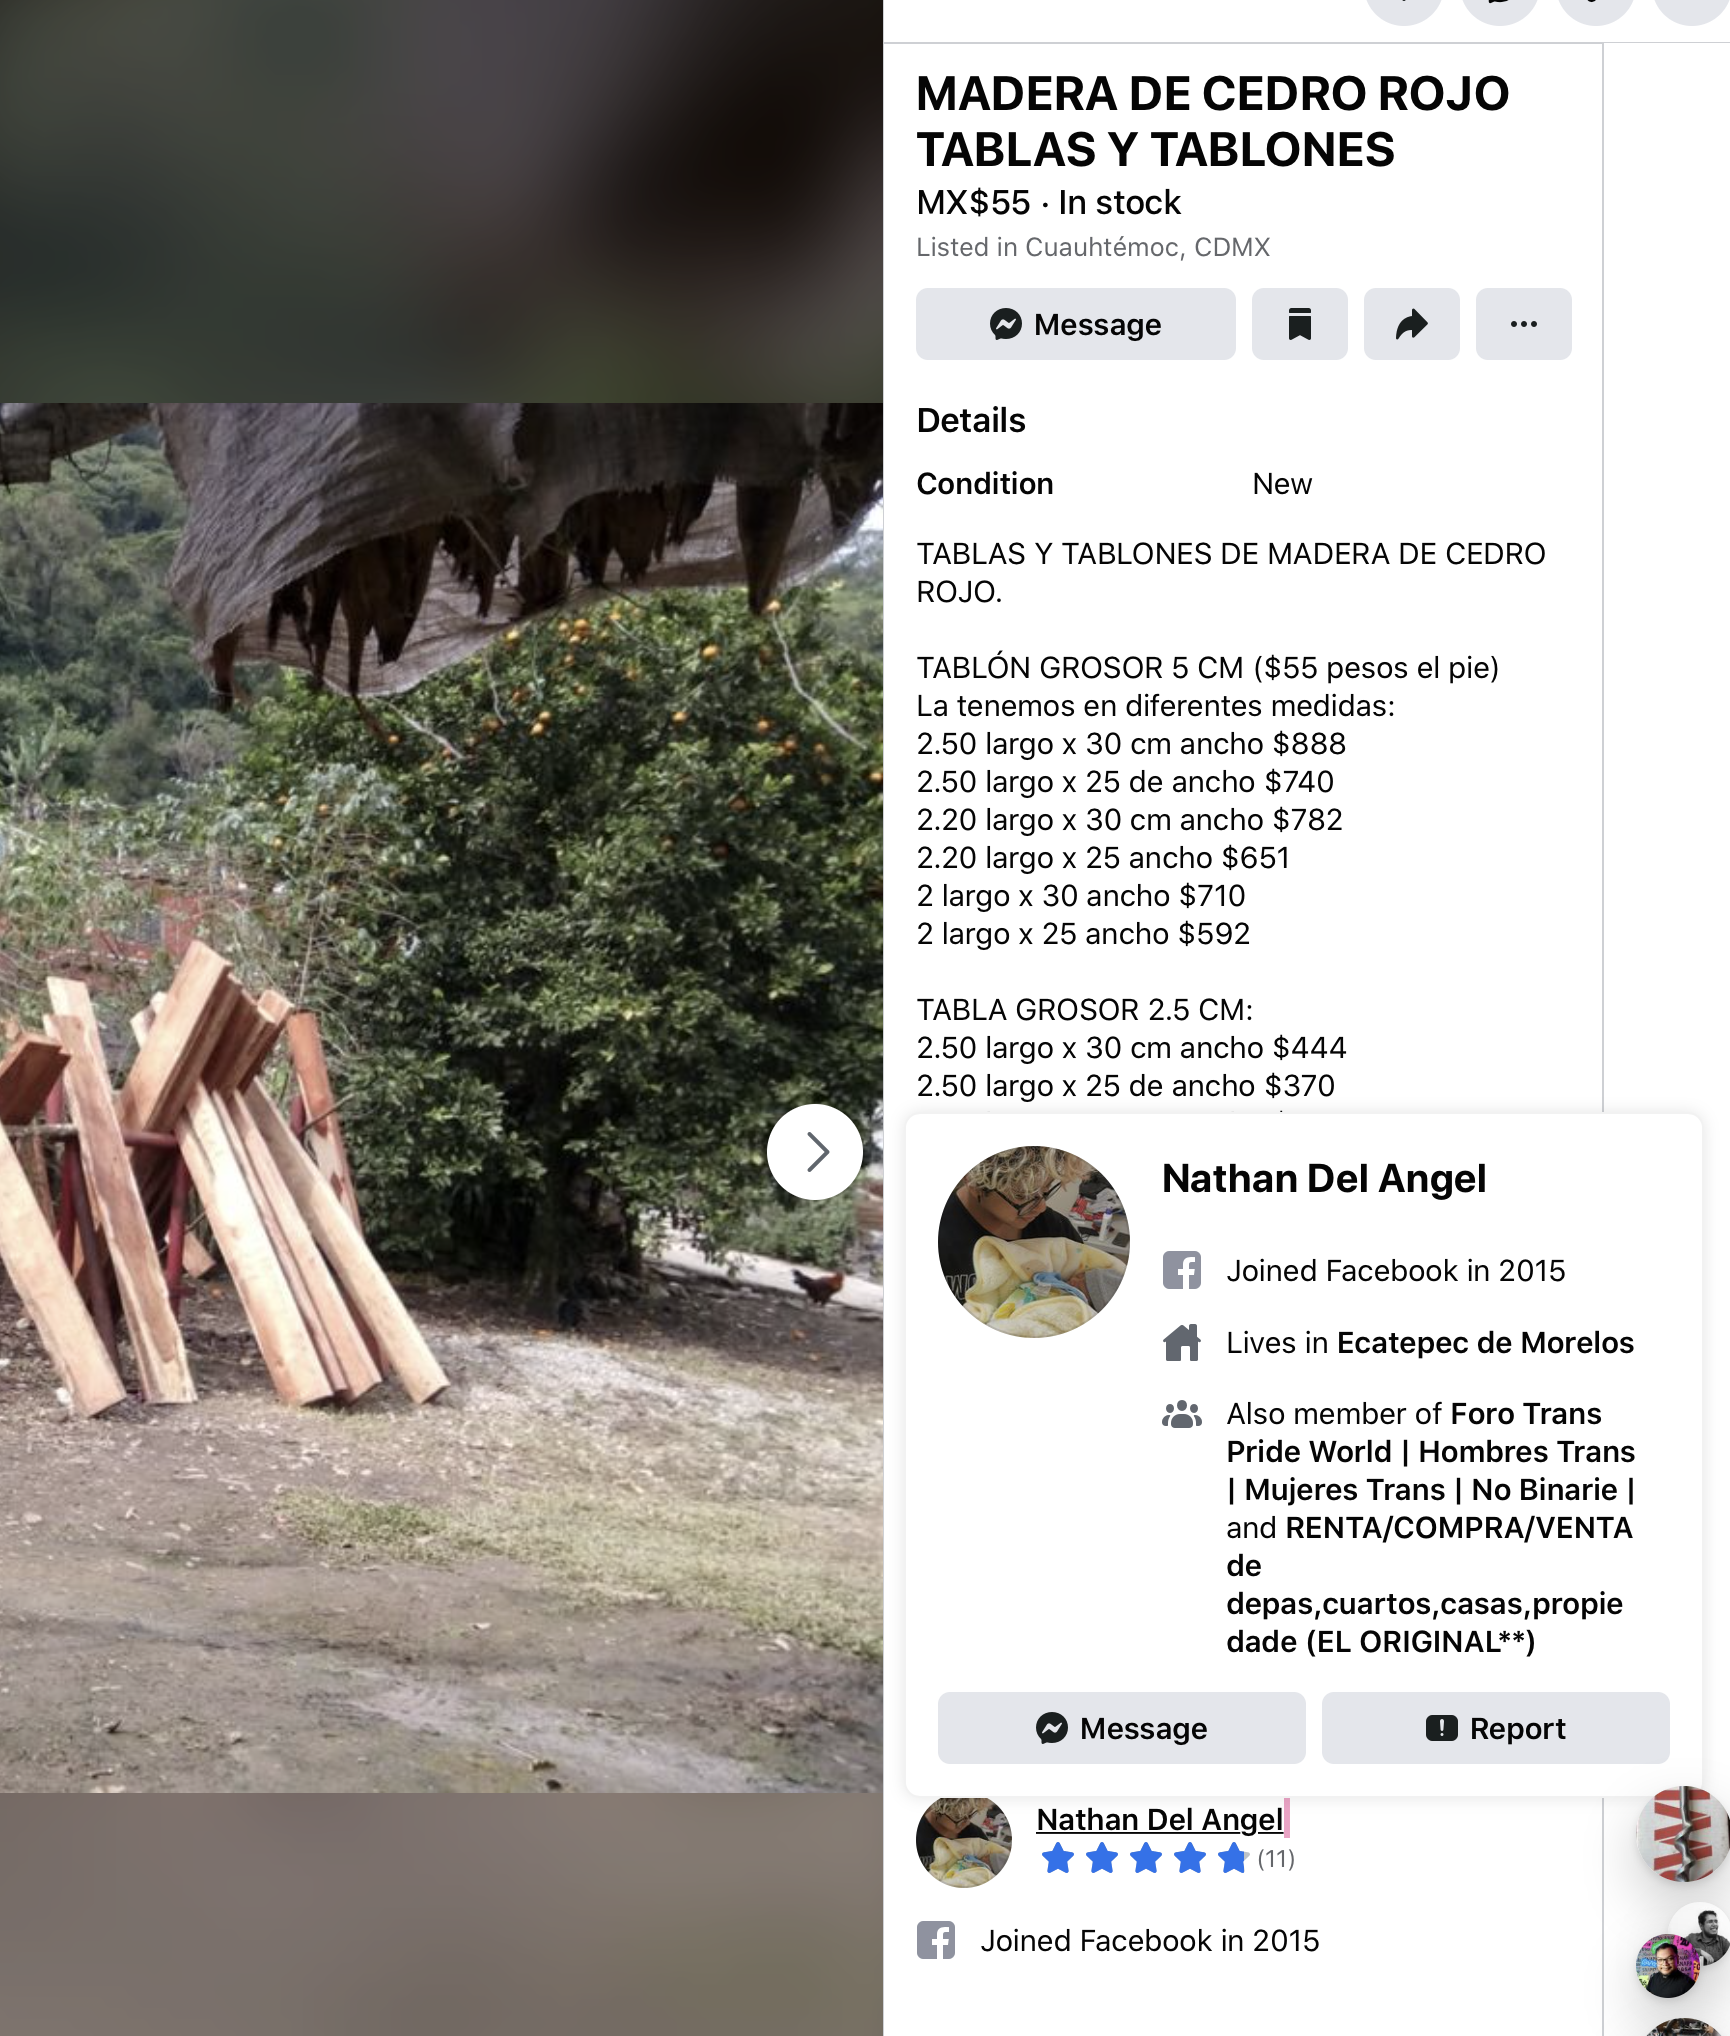 MADERA DE CEDRO ROJO
TABLAS Y TABLONES
MX$55 · In stock
Listed in Cuauhtémoc, CDMX
Message
Details
Condition New
TABLAS Y TABLONES DE MADERA DE CEDRO
ROJO.
TABLÓN GROSOR 5 CM ($55 pesos el pie)
La tenemos en diferentes medidas:
2.50 largo x 30 cm ancho $888
2.50 largo x 25 de ancho $740
2.20 largo x 30 cm ancho $782
2.20 largo x 25 ancho $651
2 largo x 30 ancho $710
2 largo x 25 ancho $592
TABLA GROSOR 2.5 CM:
2.50 largo x 30 cm ancho $444
2.50 largo x 25 de ancho $370
Nathan Del Angel
Joined Facebook in 2015
Lives in Ecatepec de Morelos
Also member of Foro Trans
Pride World | Hombres Trans
| Mujeres Trans | No Binarie |
and RENTA/COMPRA/VENTA
de
depas,cuartos,casas,propie
dade (EL ORIGINAL**)
Message
Report
Nathan Del Angel
(11)
Joined Facebook in 2015